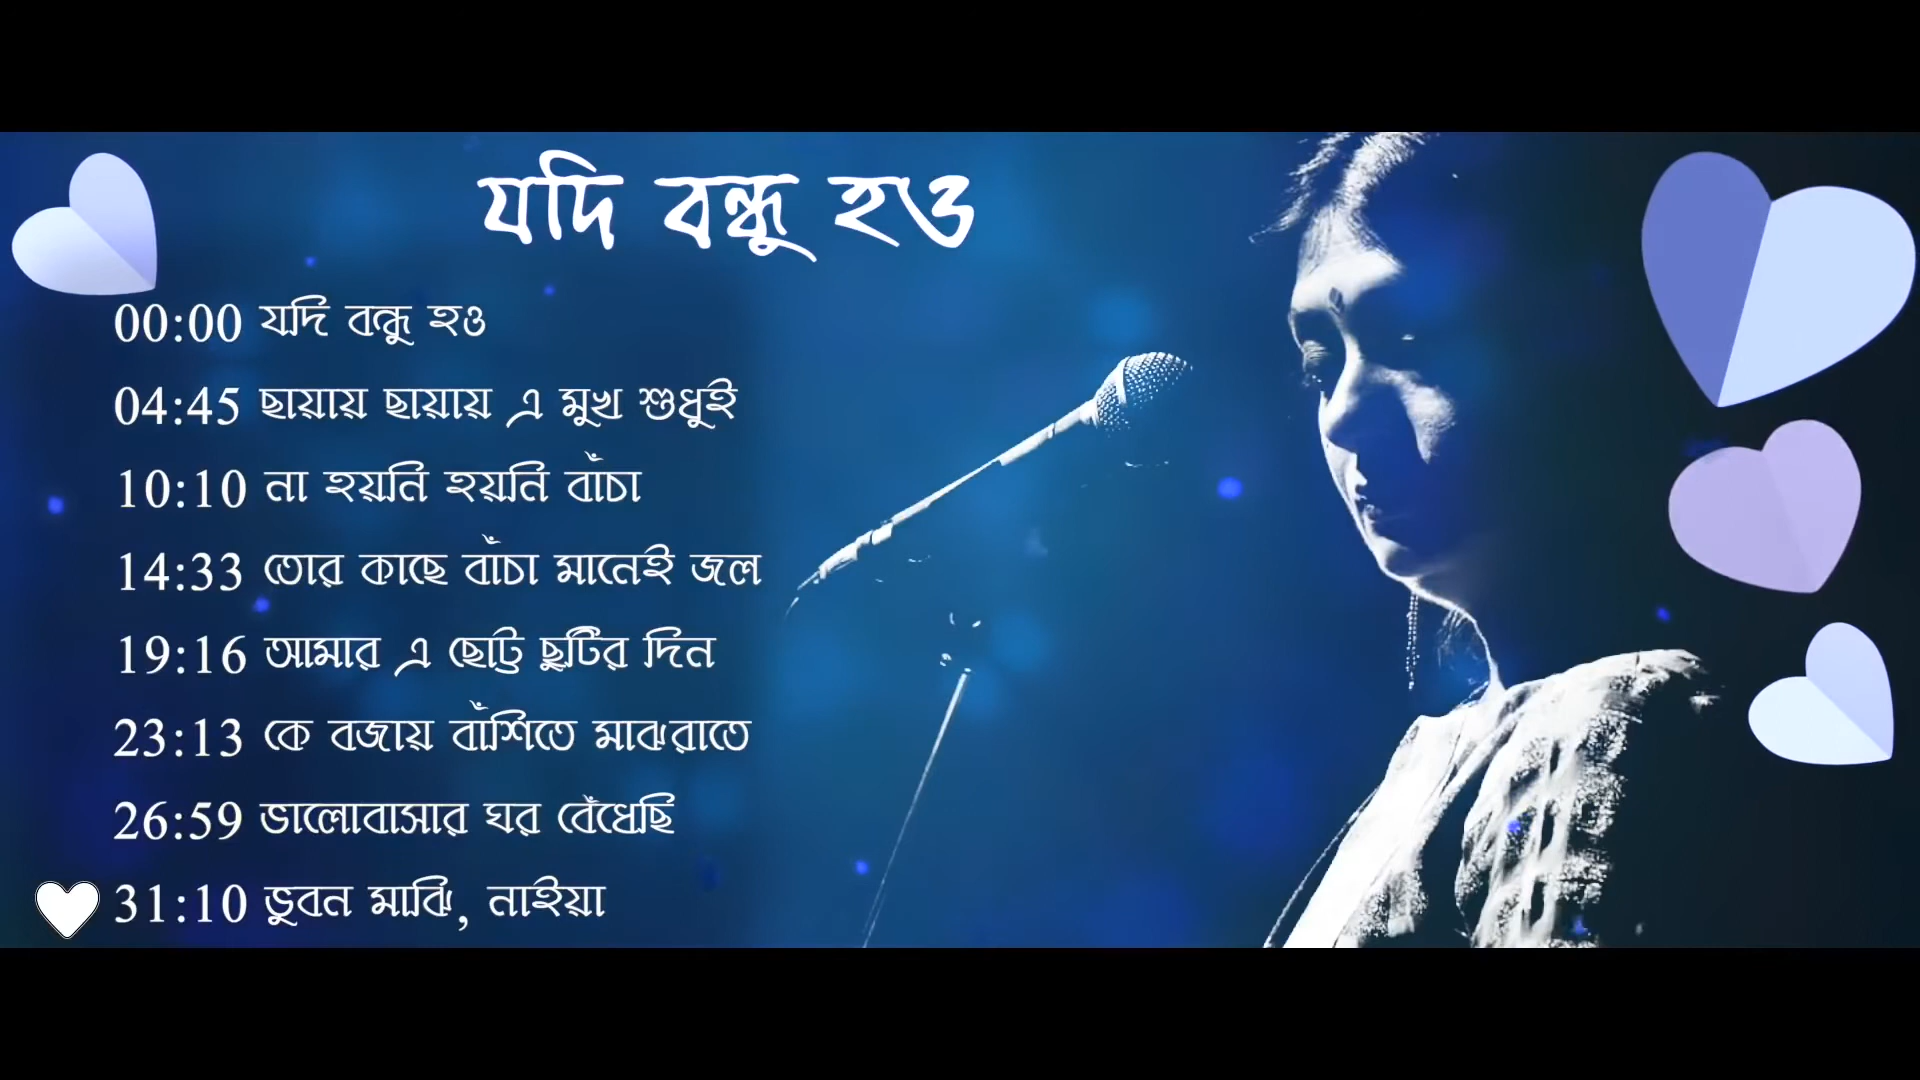 যদি বন্ধু হও
00:00 যদি বন্ধু হও
04:45 ছায়ায় ছায়ায় এ মুখ শুধুই
10:10 না হয়নি হয়নি বাঁচা
14:33 তোর কাছে বাঁচা মানেই জল
19:16 আমার এ ছোট্ট ছুটির দিন
23:13 কে বজায় বাঁশিতে মাঝরাতে
26:59 ভালোবাসার ঘর বেঁধেছি
31:10 ভুবন মাঝি, নাইয়া